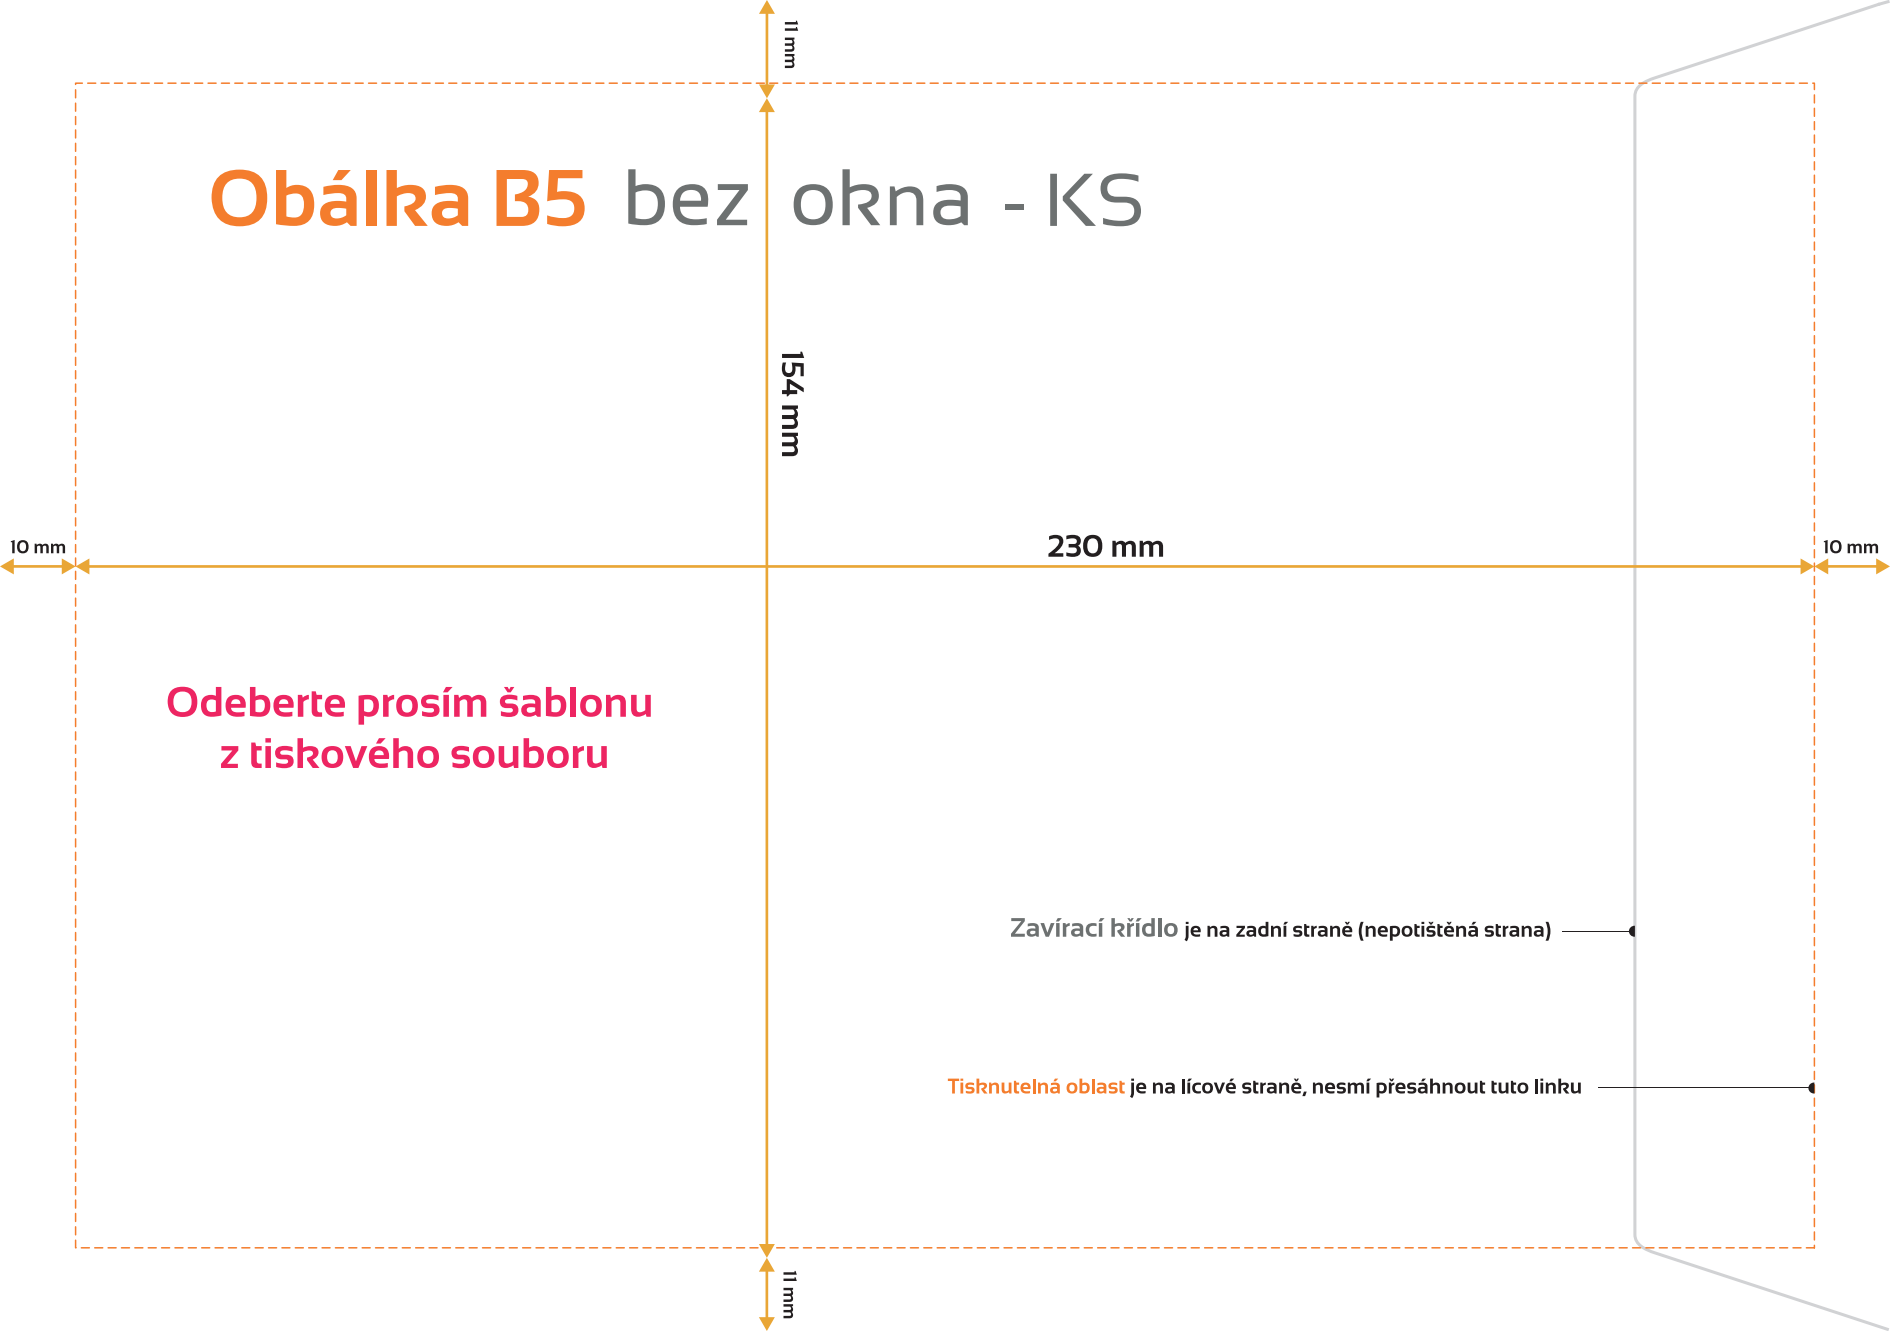 11 mm
Obálka B5 bez okna - KS
154 mm
230 mm
10 mm
10 mm
Odeberte prosím šablonu
z tiskového souboru
Zavírací křídlo je na zadní straně (nepotištěná strana)
Tisknutelná oblast je na lícové straně, nesmí přesáhnout tuto linku
11 mm